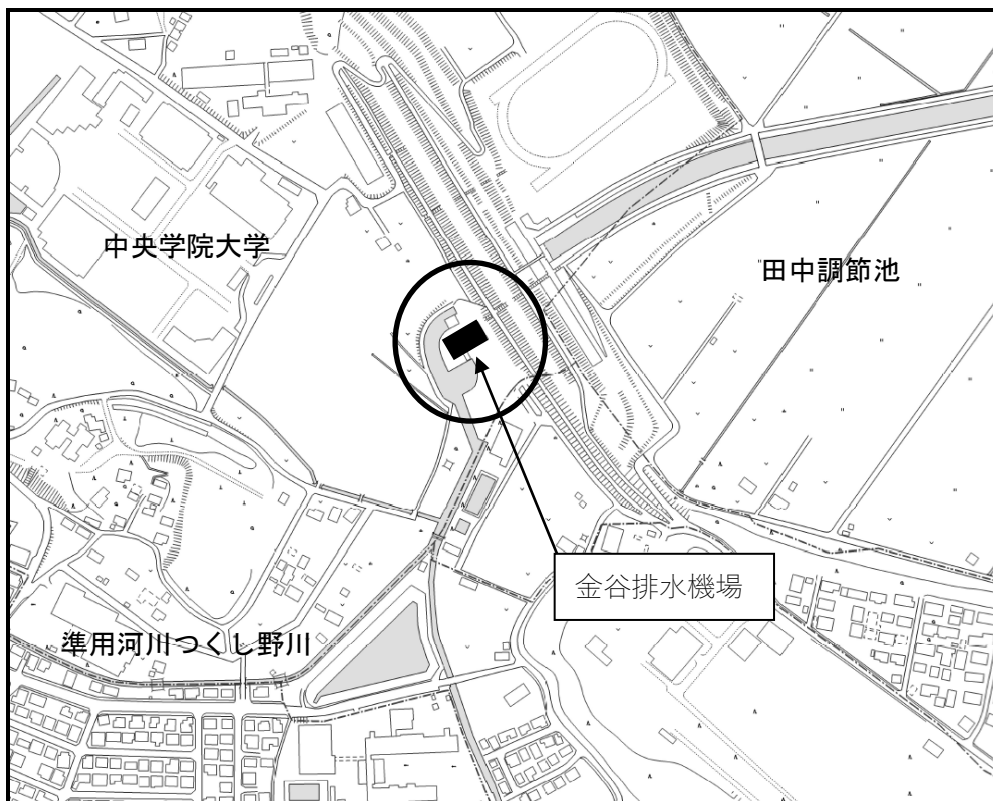 中央学院大学
田中調節池
金谷排水機場
準用河川つくし野川